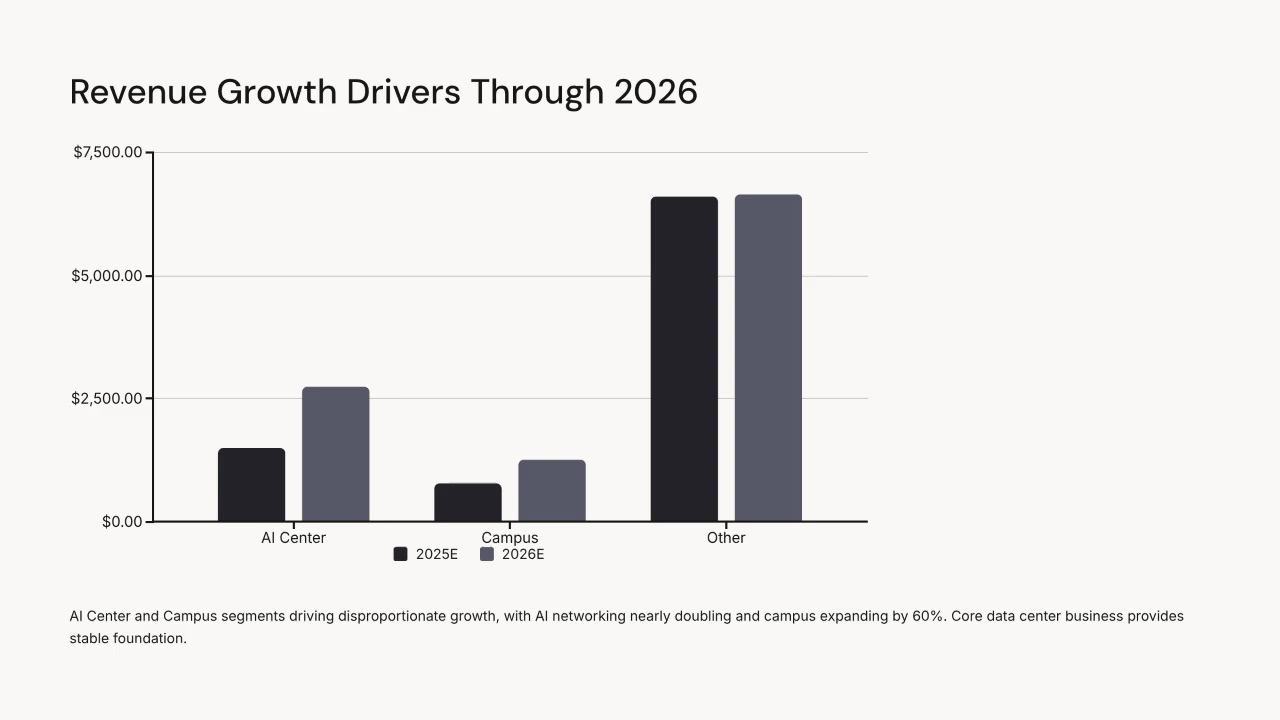 Revenue Growth Drivers Through 2026
$7,500.00
$5,000.00
$2,500.00
$0.00
AI Center
Campus
Other
2025E
2026E
AI Center and Campus segments driving disproportionate growth, with AI networking nearly doubling and campus expanding by 60%. Core data center business provides
stable foundation.